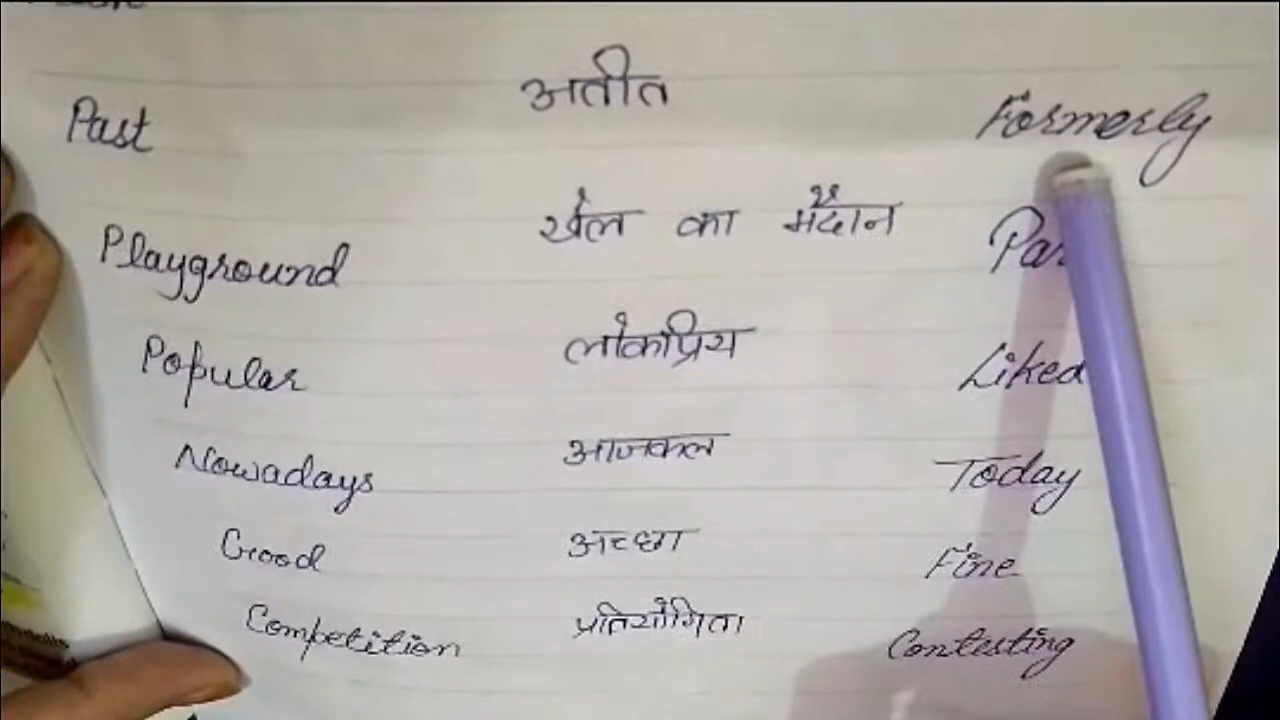 Past अतीत Formerly
Playground खेल का मैदान
Popular लोकप्रिय Liked
Nowadays आजकल Today
Good अच्छा Fine
Competition प्रतियोगिता Contesting